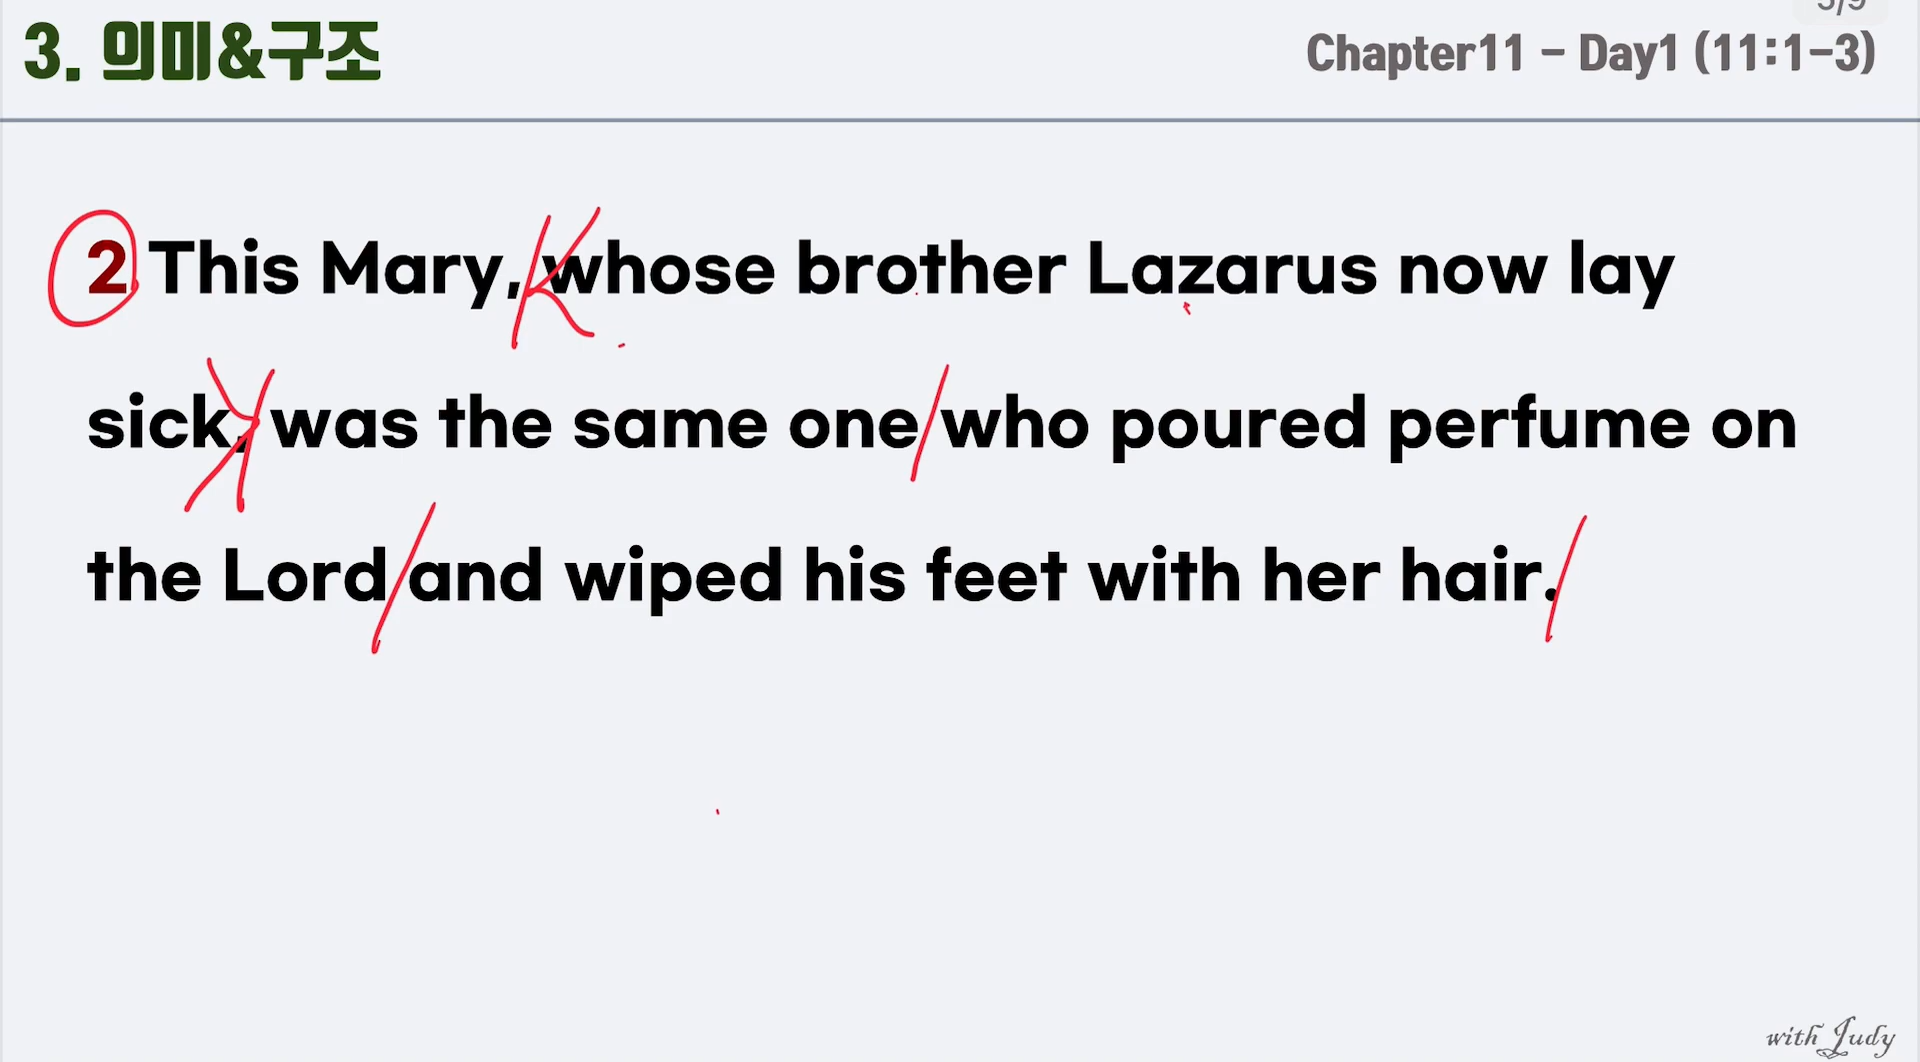 3. 의미&구조
Chapter11 - Day1 (11:1-3)
2 This Mary, whose brother Lazarus now lay
sick, was the same one who poured perfume on
the Lord and wiped his feet with her hair.
with Judy